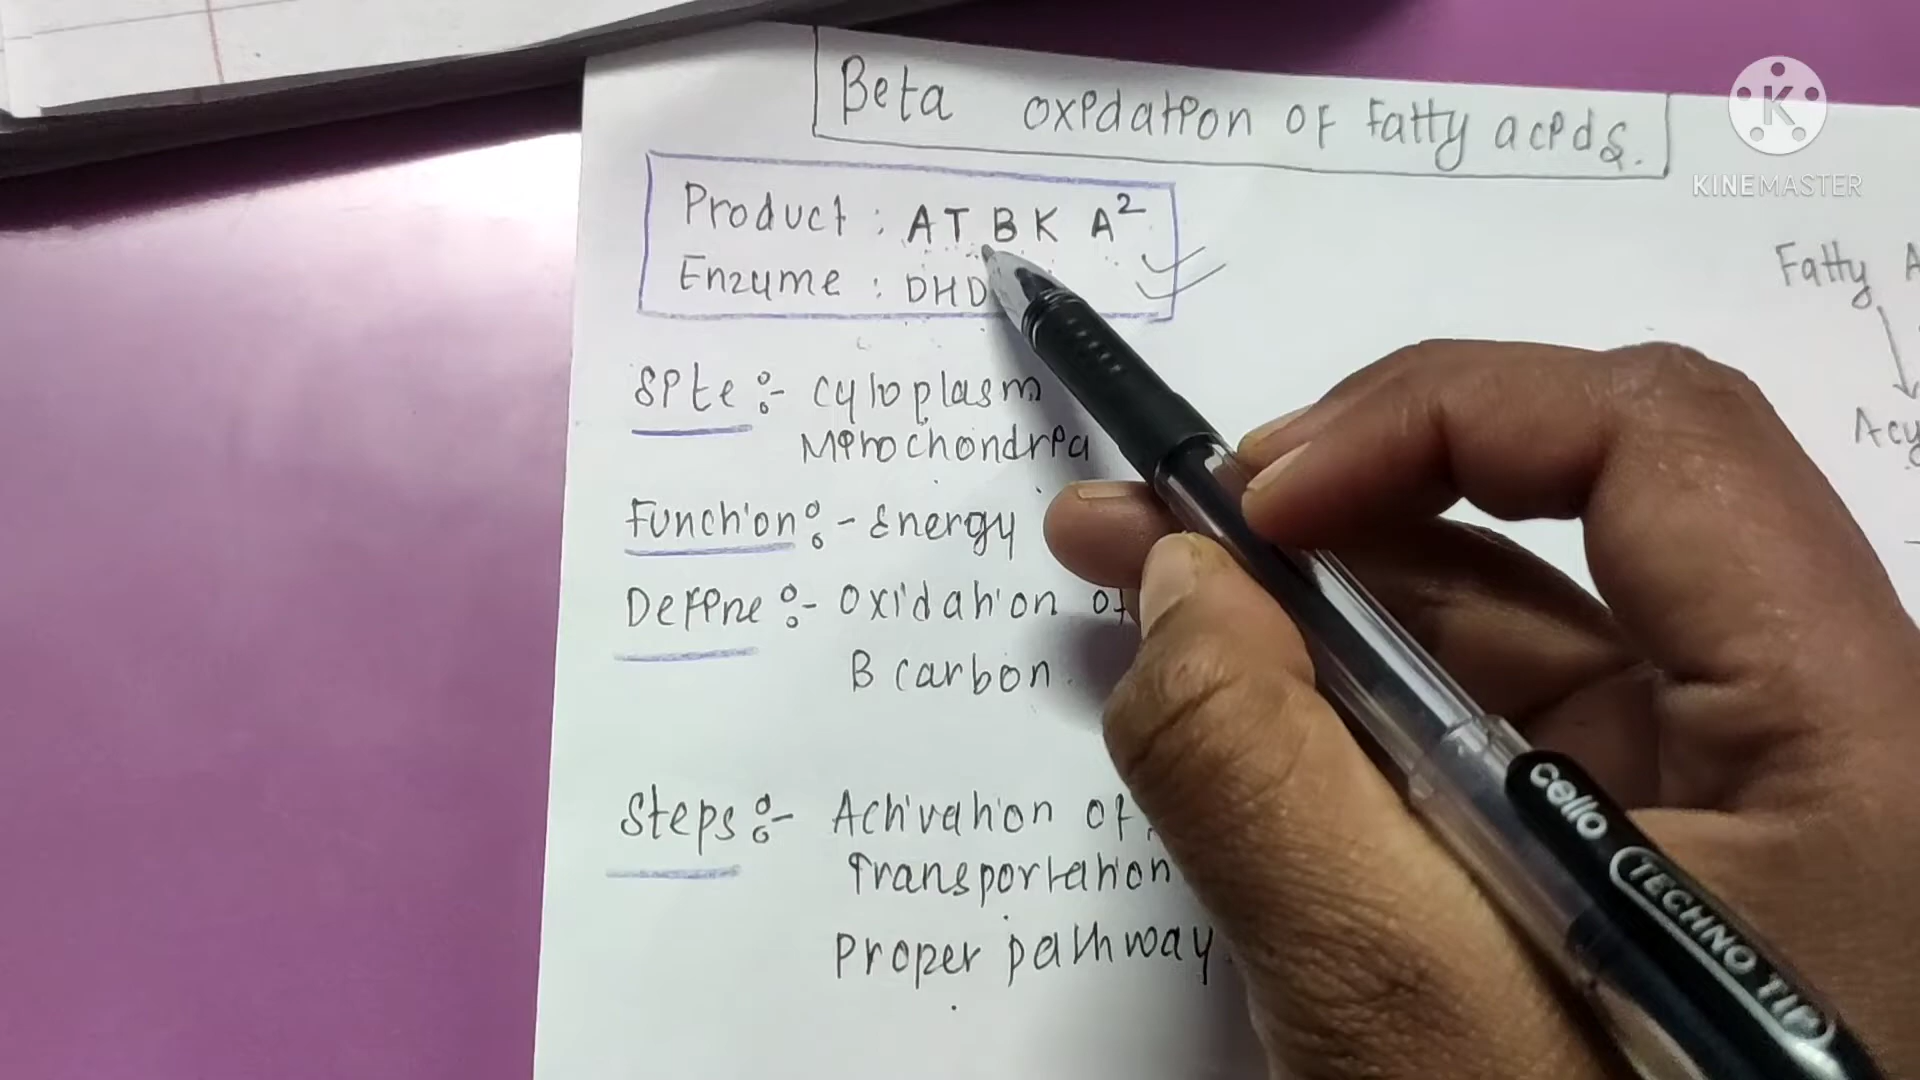 Beta oxidation of Fatty acids.
Product : A T B K A²
Enzyme : DHD
Site :- Cytoplasm
Mitochondria
Function :- Energy
Define :- Oxidation of
B carbon.
Steps :- Activation of
Transportation
Proper pathway.
Fatty A
Acy
KINEMASTER
cello TECHNO TIP